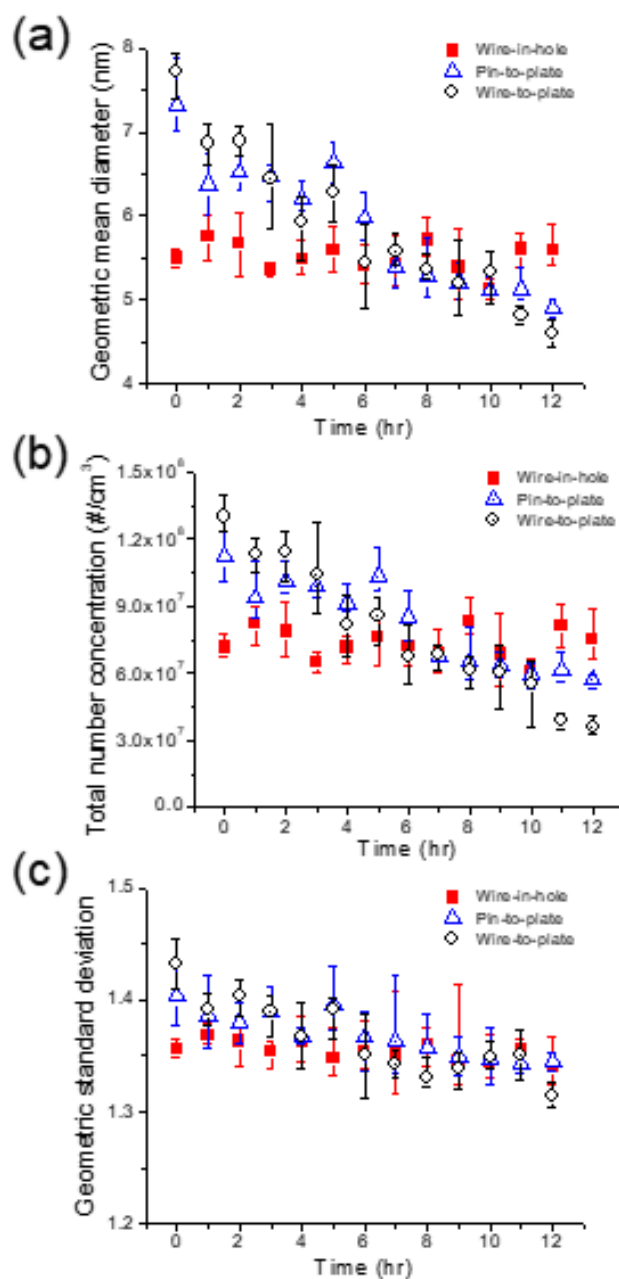 (a)
8
7
6
5
4
Geometric mean diameter (nm)
Wire-in-hole
Pin-to-plate
Wire-to-plate
0 2 4 6 8 10 12
Time (hr)
(b)
1.5x10⁸
1.2x10⁸
9.0x10⁷
6.0x10⁷
3.0x10⁷
0.0
Total number concentration (#/cm³)
Wire-in-hole
Pin-to-plate
Wire-to-plate
0 2 4 6 8 10 12
Time (hr)
(c)
1.5
1.4
1.3
1.2
Geometric standard deviation
Wire-in-hole
Pin-to-plate
Wire-to-plate
0 2 4 6 8 10 12
Time (hr)